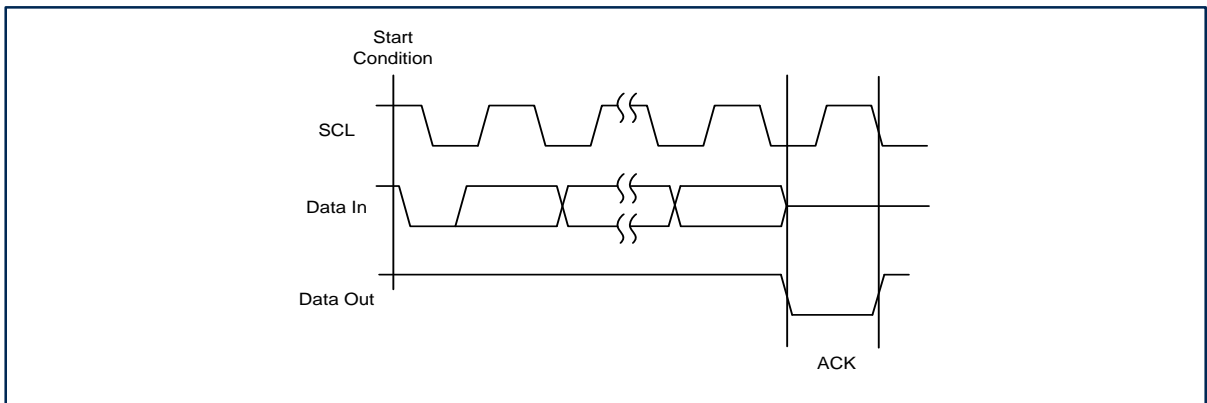 Start
Condition
SCL
Data In
Data Out
ACK